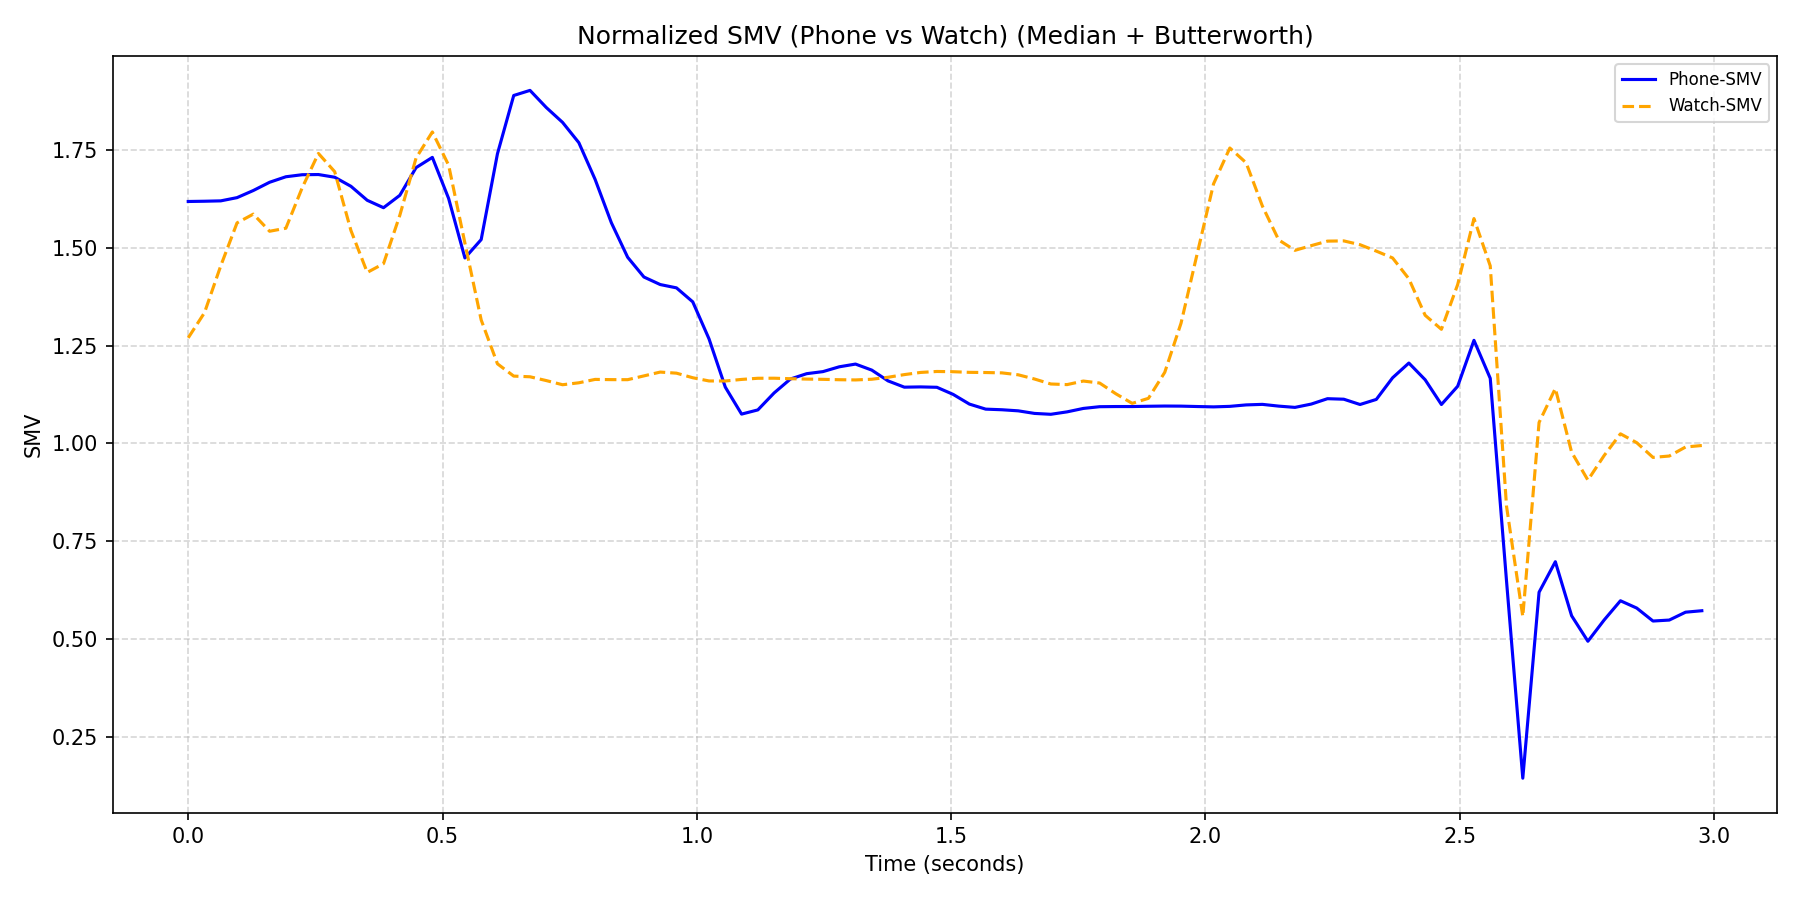 Normalized SMV (Phone vs Watch) (Median + Butterworth)
Phone-SMV
Watch-SMV
SMV
1.75
1.50
1.25
1.00
0.75
0.50
0.25
0.0 0.5 1.0 1.5 2.0 2.5 3.0
Time (seconds)